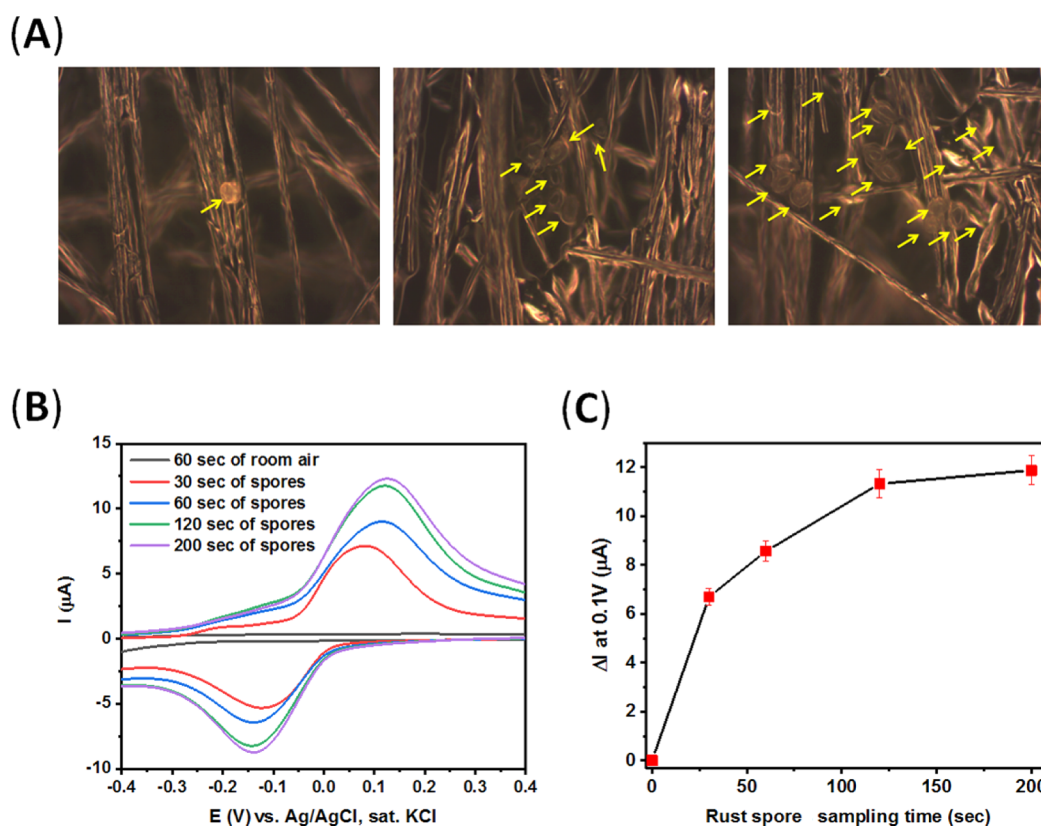 (A)
(B)
15
10
5
0
-5
-10
I (μA)
60 sec of room air
30 sec of spores
60 sec of spores
120 sec of spores
200 sec of spores
-0.4 -0.3 -0.2 -0.1 0.0 0.1 0.2 0.3 0.4
E (V) vs. Ag/AgCl, sat. KCl
(C)
12
10
8
6
4
2
0
ΔI at 0.1V (μA)
0 50 100 150 200
Rust spore sampling time (sec)